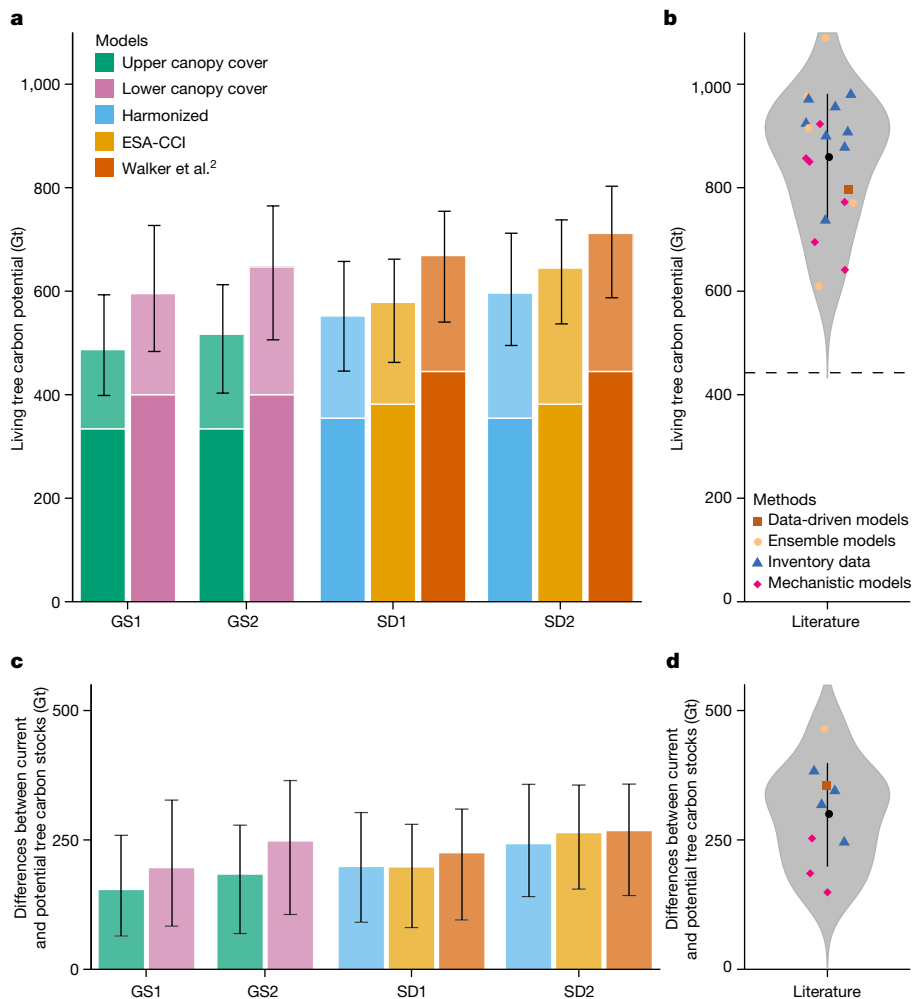 a
Models
Upper canopy cover
Lower canopy cover
Harmonized
ESA-CCI
Walker et al.²
Living tree carbon potential (Gt)
1,000
800
600
400
200
0
GS1
GS2
SD1
SD2
b
Living tree carbon potential (Gt)
1,000
800
600
400
200
0
Methods
Data-driven models
Ensemble models
Inventory data
Mechanistic models
Literature
c
Differences between current
and potential tree carbon stocks (Gt)
500
250
0
GS1
GS2
SD1
SD2
d
Differences between current
and potential tree carbon stocks (Gt)
500
250
0
Literature